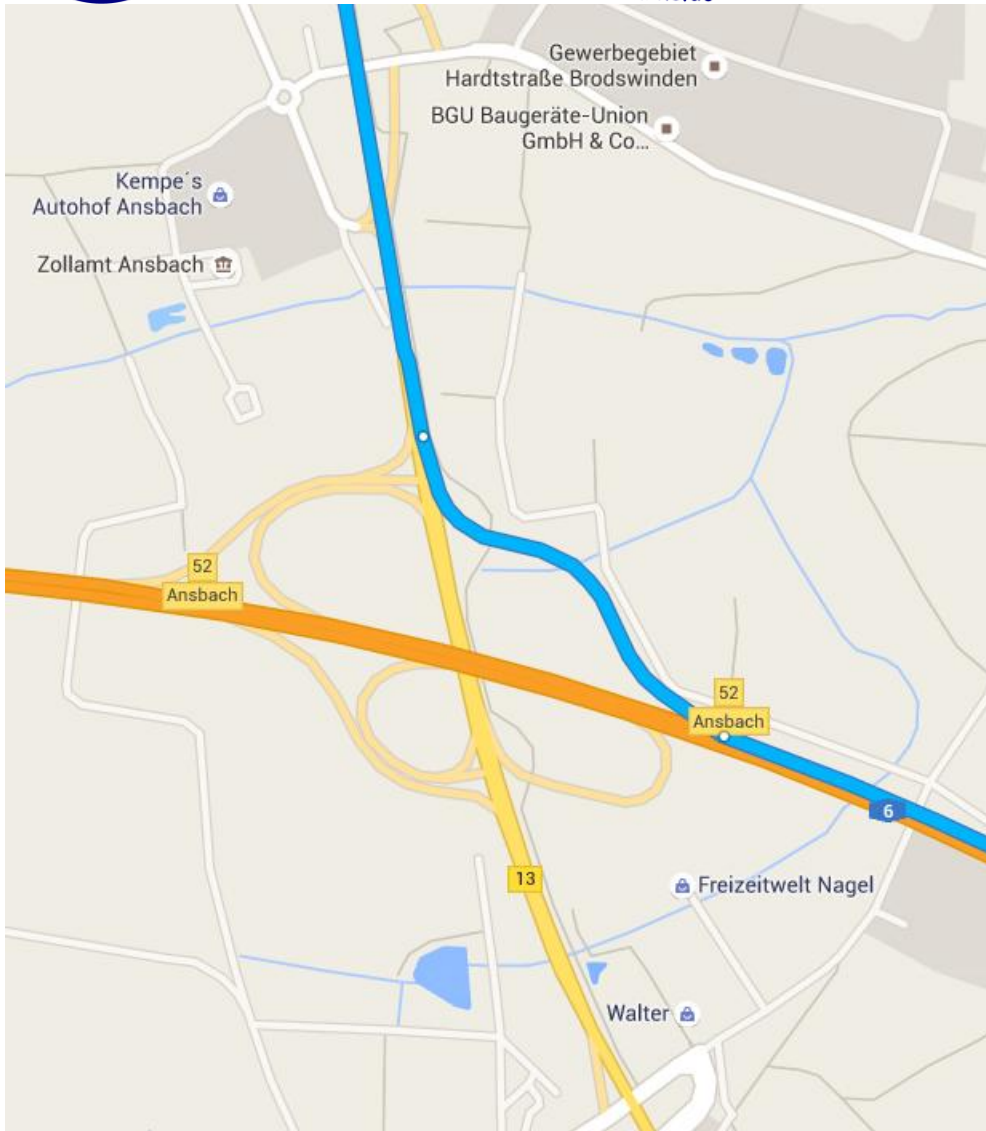 Gewerbegebiet
Hardtstraße Brodswinden
BGU Baugeräte-Union
GmbH & Co...
Kempe´s
Autohof Ansbach
Zollamt Ansbach
52
Ansbach
52
Ansbach
6
13
Freizeitwelt Nagel
Walter